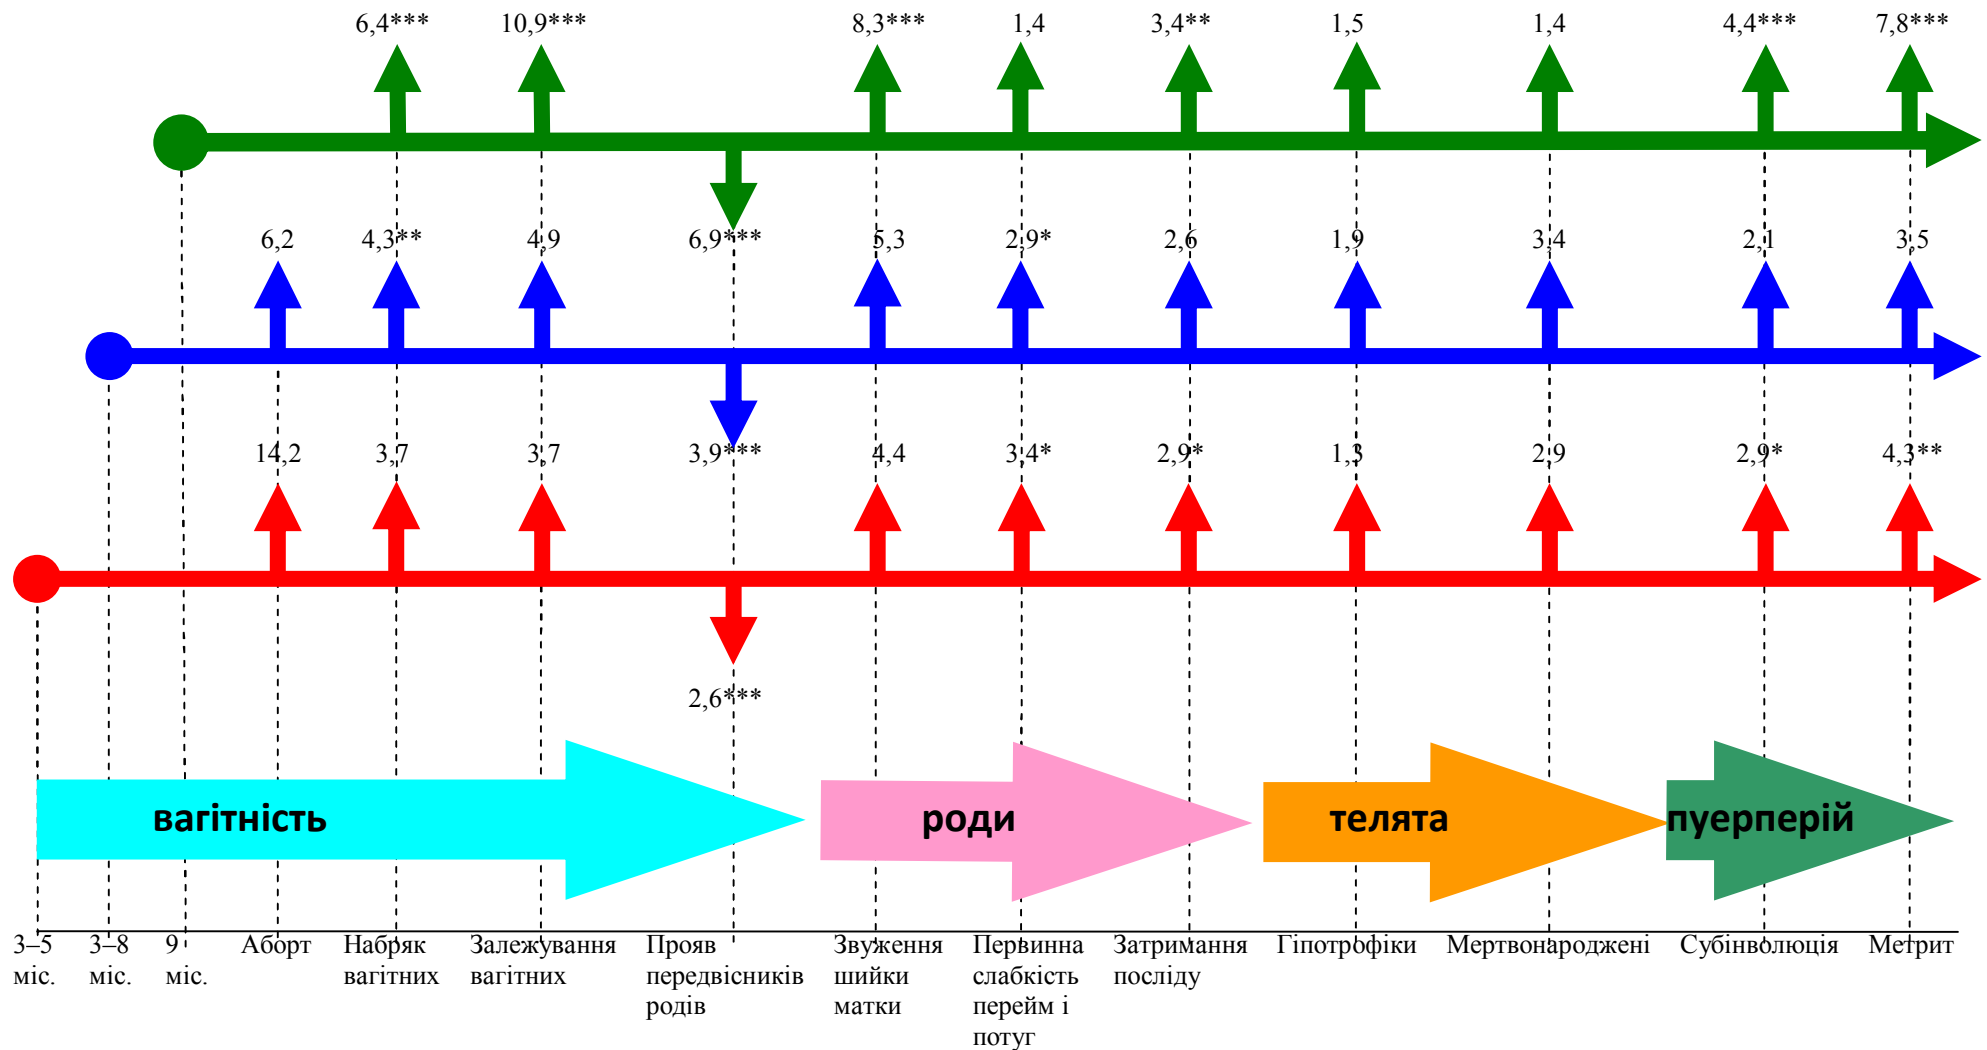 6,4*** 10,9*** 8,3*** 1,4 3,4** 1,5 1,4 4,4*** 7,8***
6,2 4,3** 4,9 6,9*** 5,3 2,9* 2,6 1,9 3,4 2,1 3,5
14,2 3,7 3,7 3,9*** 4,4 3,4* 2,9* 1,3 2,9 2,9* 4,3**
2,6***
вагітність
роди
телята
пуерперій
3–5
міс.
3–8
міс.
9
міс.
Аборт
Набряк
вагітних
Залежування
вагітних
Прояв
передвісників
родів
Звуження
шийки
матки
Первинна
слабкість
перейм і
потуг
Затримання
посліду
Гіпотрофіки
Мертвонароджені
Субінволюція
Метрит